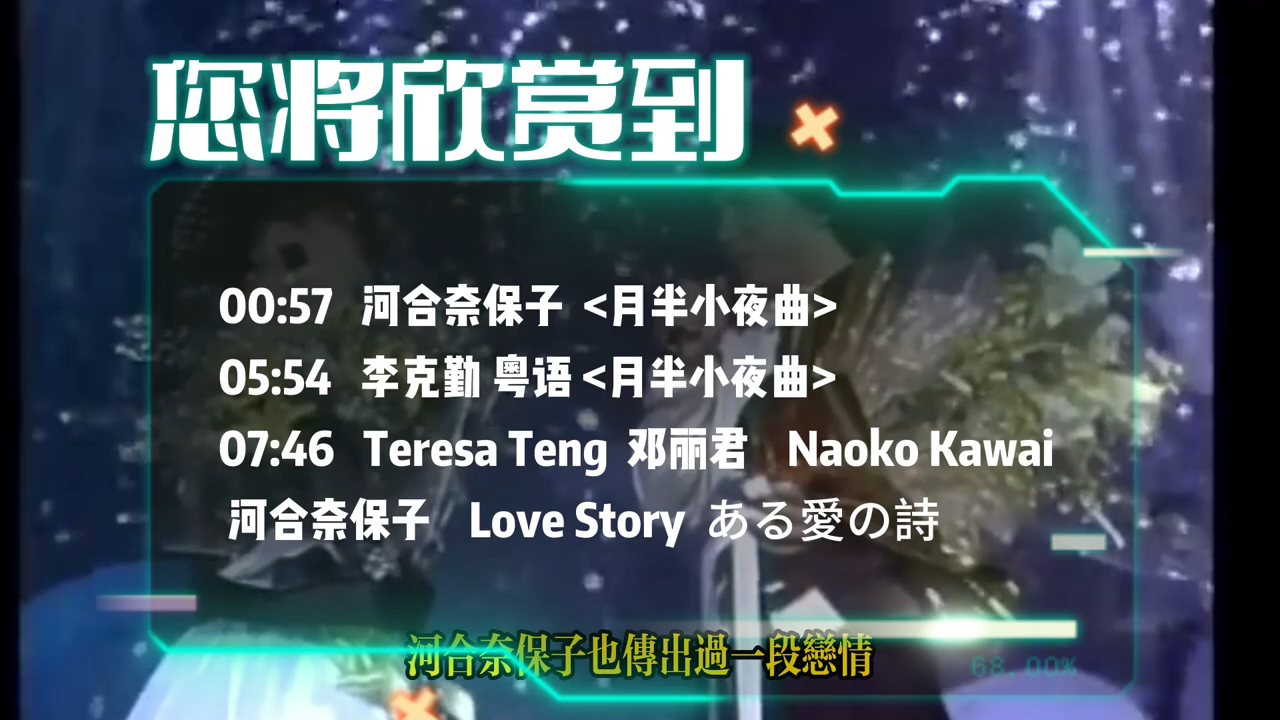 您将欣赏到
00:57 河合奈保子 <月半小夜曲>
05:54 李克勤 粤语 <月半小夜曲>
07:46 Teresa Teng 邓丽君 Naoko Kawai
河合奈保子 Love Story ある愛の詩
河合奈保子也傳出過一段戀情
68.00%